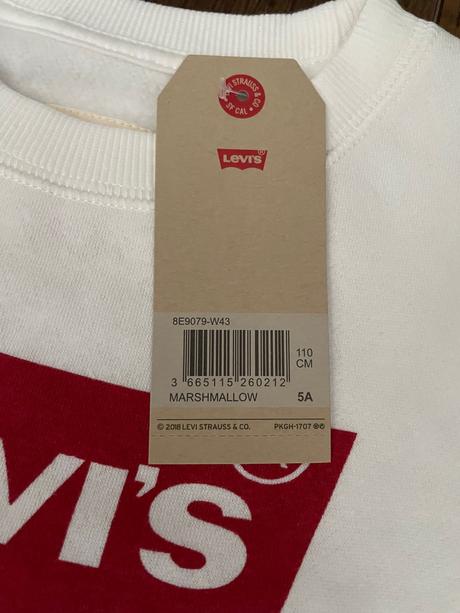 LEVI STRAUSS & CO
SF CAL
LEVI'S®
8E9079-W43
110
CM
3 665115 260212
MARSHMALLOW 5A
© 2018 LEVI STRAUSS & CO. PKGH-1707
VI'S